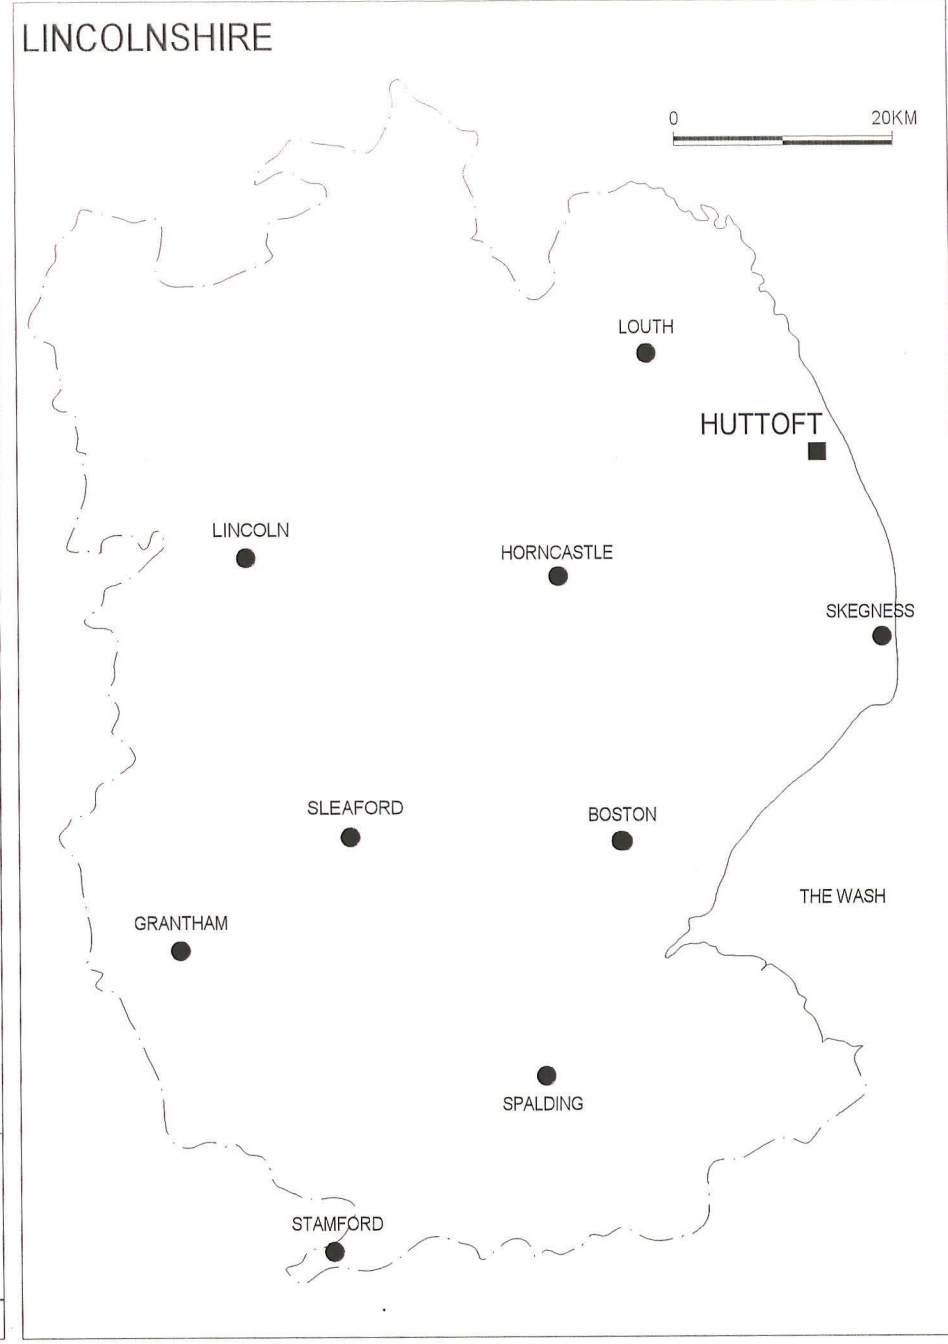 LINCOLNSHIRE
0 20KM
LOUTH
HUTTOFT
LINCOLN
HORNCASTLE
SKEGNESS
SLEAFORD
BOSTON
THE WASH
GRANTHAM
SPALDING
STAMFORD